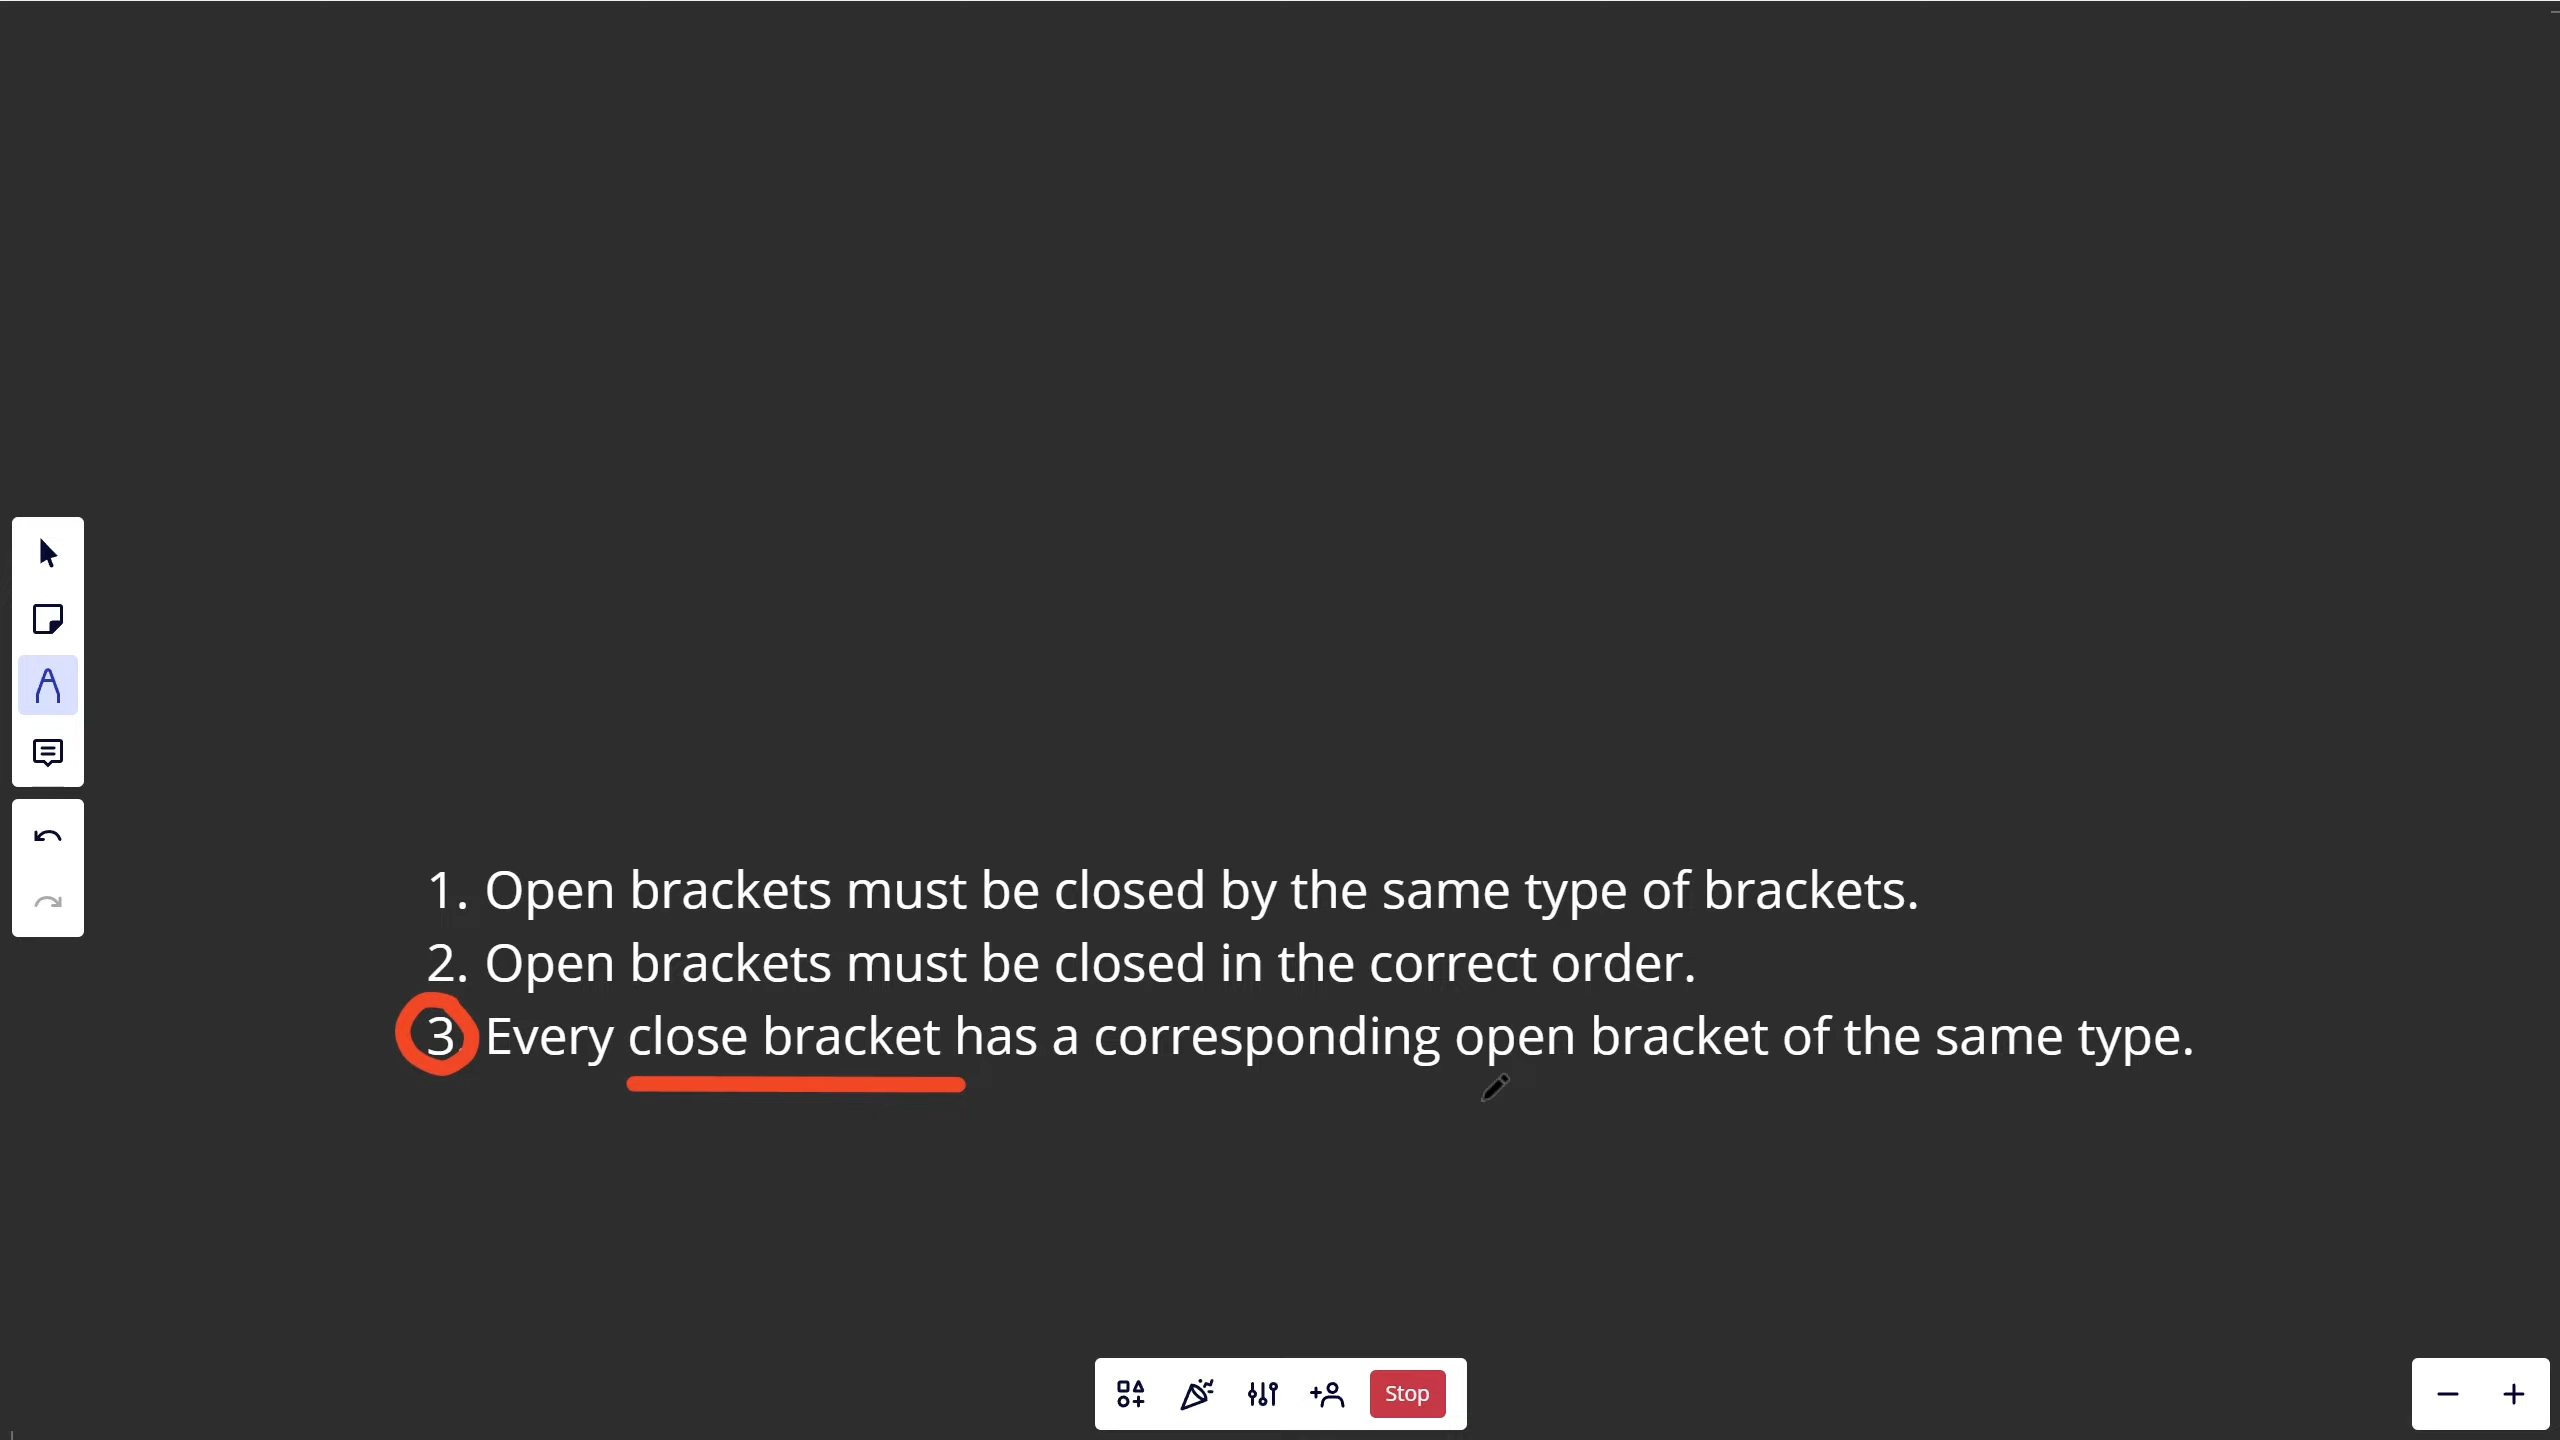 1. Open brackets must be closed by the same type of brackets.
2. Open brackets must be closed in the correct order.
3. Every close bracket has a corresponding open bracket of the same type.
Stop